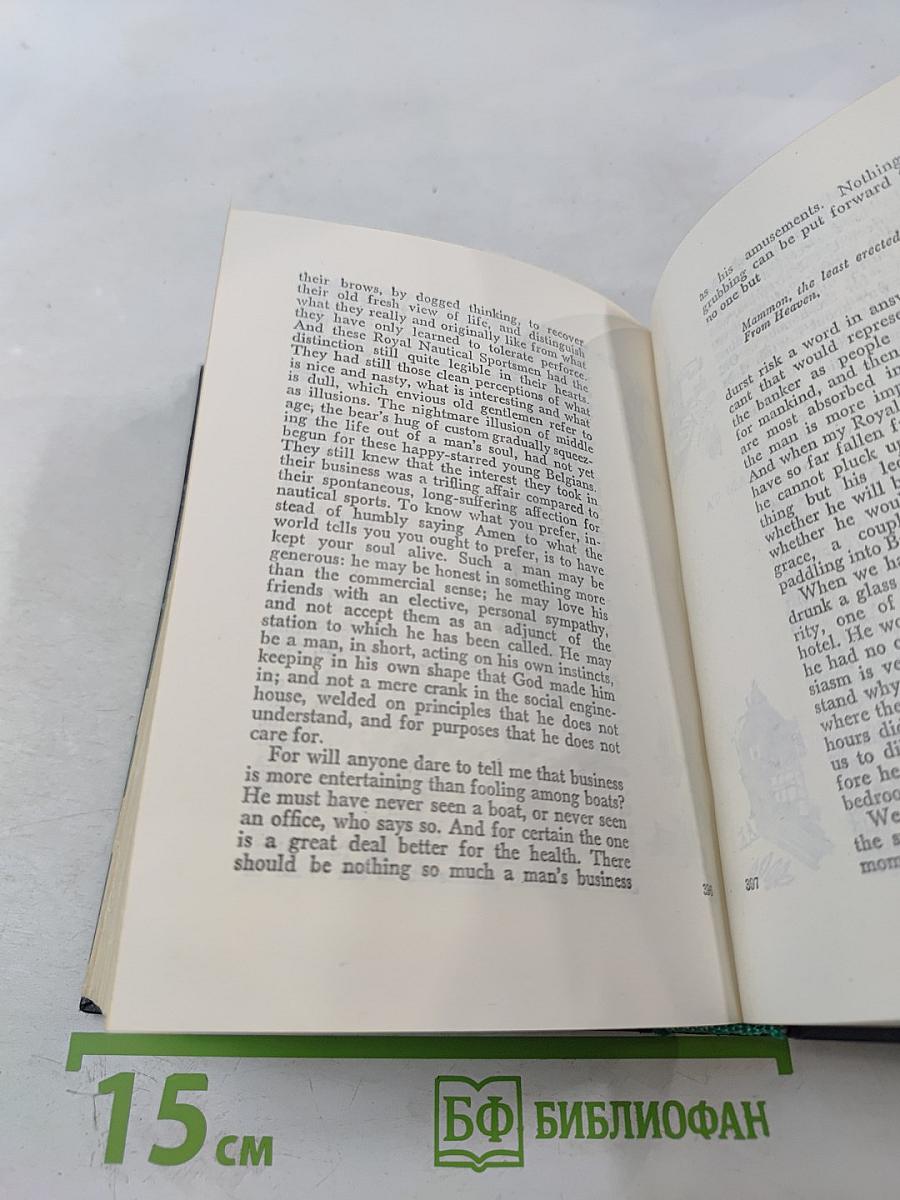 their brows, by dogged thinking, to recover
their old fresh view of life, and distinguish
what they really and originally like from what
they have only learned to tolerate perforce.
And these Royal Nautical Sportsmen had the
distinction still quite legible in their hearts.
They had still those clean perceptions of what
is nice and nasty, what is interesting and what
is dull, which envious old gentlemen refer to
as illusions. The nightmare illusion of middle
age, the bear's hug of custom gradually squeez-
ing the life out of a man's soul, had not yet
begun for these happy-starred young Belgians.
They still knew that the interest they took in
their business was a trifling affair compared to
their spontaneous, long-suffering affection for
nautical sports. To know what you prefer, in-
stead of humbly saying Amen to what the
world tells you you ought to prefer, is to have
kept your soul alive. Such a man may be
generous: he may be honest in something more
than the commercial sense; he may love his
friends with an elective, personal sympathy,
and not accept them as an adjunct of the
station to which he has been called. He may
be a man, in short, acting on his own instincts,
keeping in his own shape that God made him
in; and not a mere crank in the social engine-
house, welded on principles that he does not
understand, and for purposes that he does not
care for.
For will anyone dare to tell me that business
is more entertaining than fooling among boats?
He must have never seen a boat, or never seen
an office, who says so. And for certain the one
is a great deal better for the health. There
should be nothing so much a man's business
as his amusements. Nothing
grubbing can be put forward
no one but
Mammon, the least erected
From Heaven,
durst risk a word in answ
cant that would represe
the banker as people
for mankind, and then
are most absorbed in
the man is more imp
And when my Royal
have so far fallen fr
he cannot pluck up
thing but his led
whether he will b
whether he wou
grace, a coupl
paddling into B
When we ha
drunk a glass
rity, one of
hotel. He wo
he had no o
siasm is ve
stand why
where the
hours did
us to di
fore he
bedroo
We
the s
mom
307
15 см
БФ БИБЛИОФАН